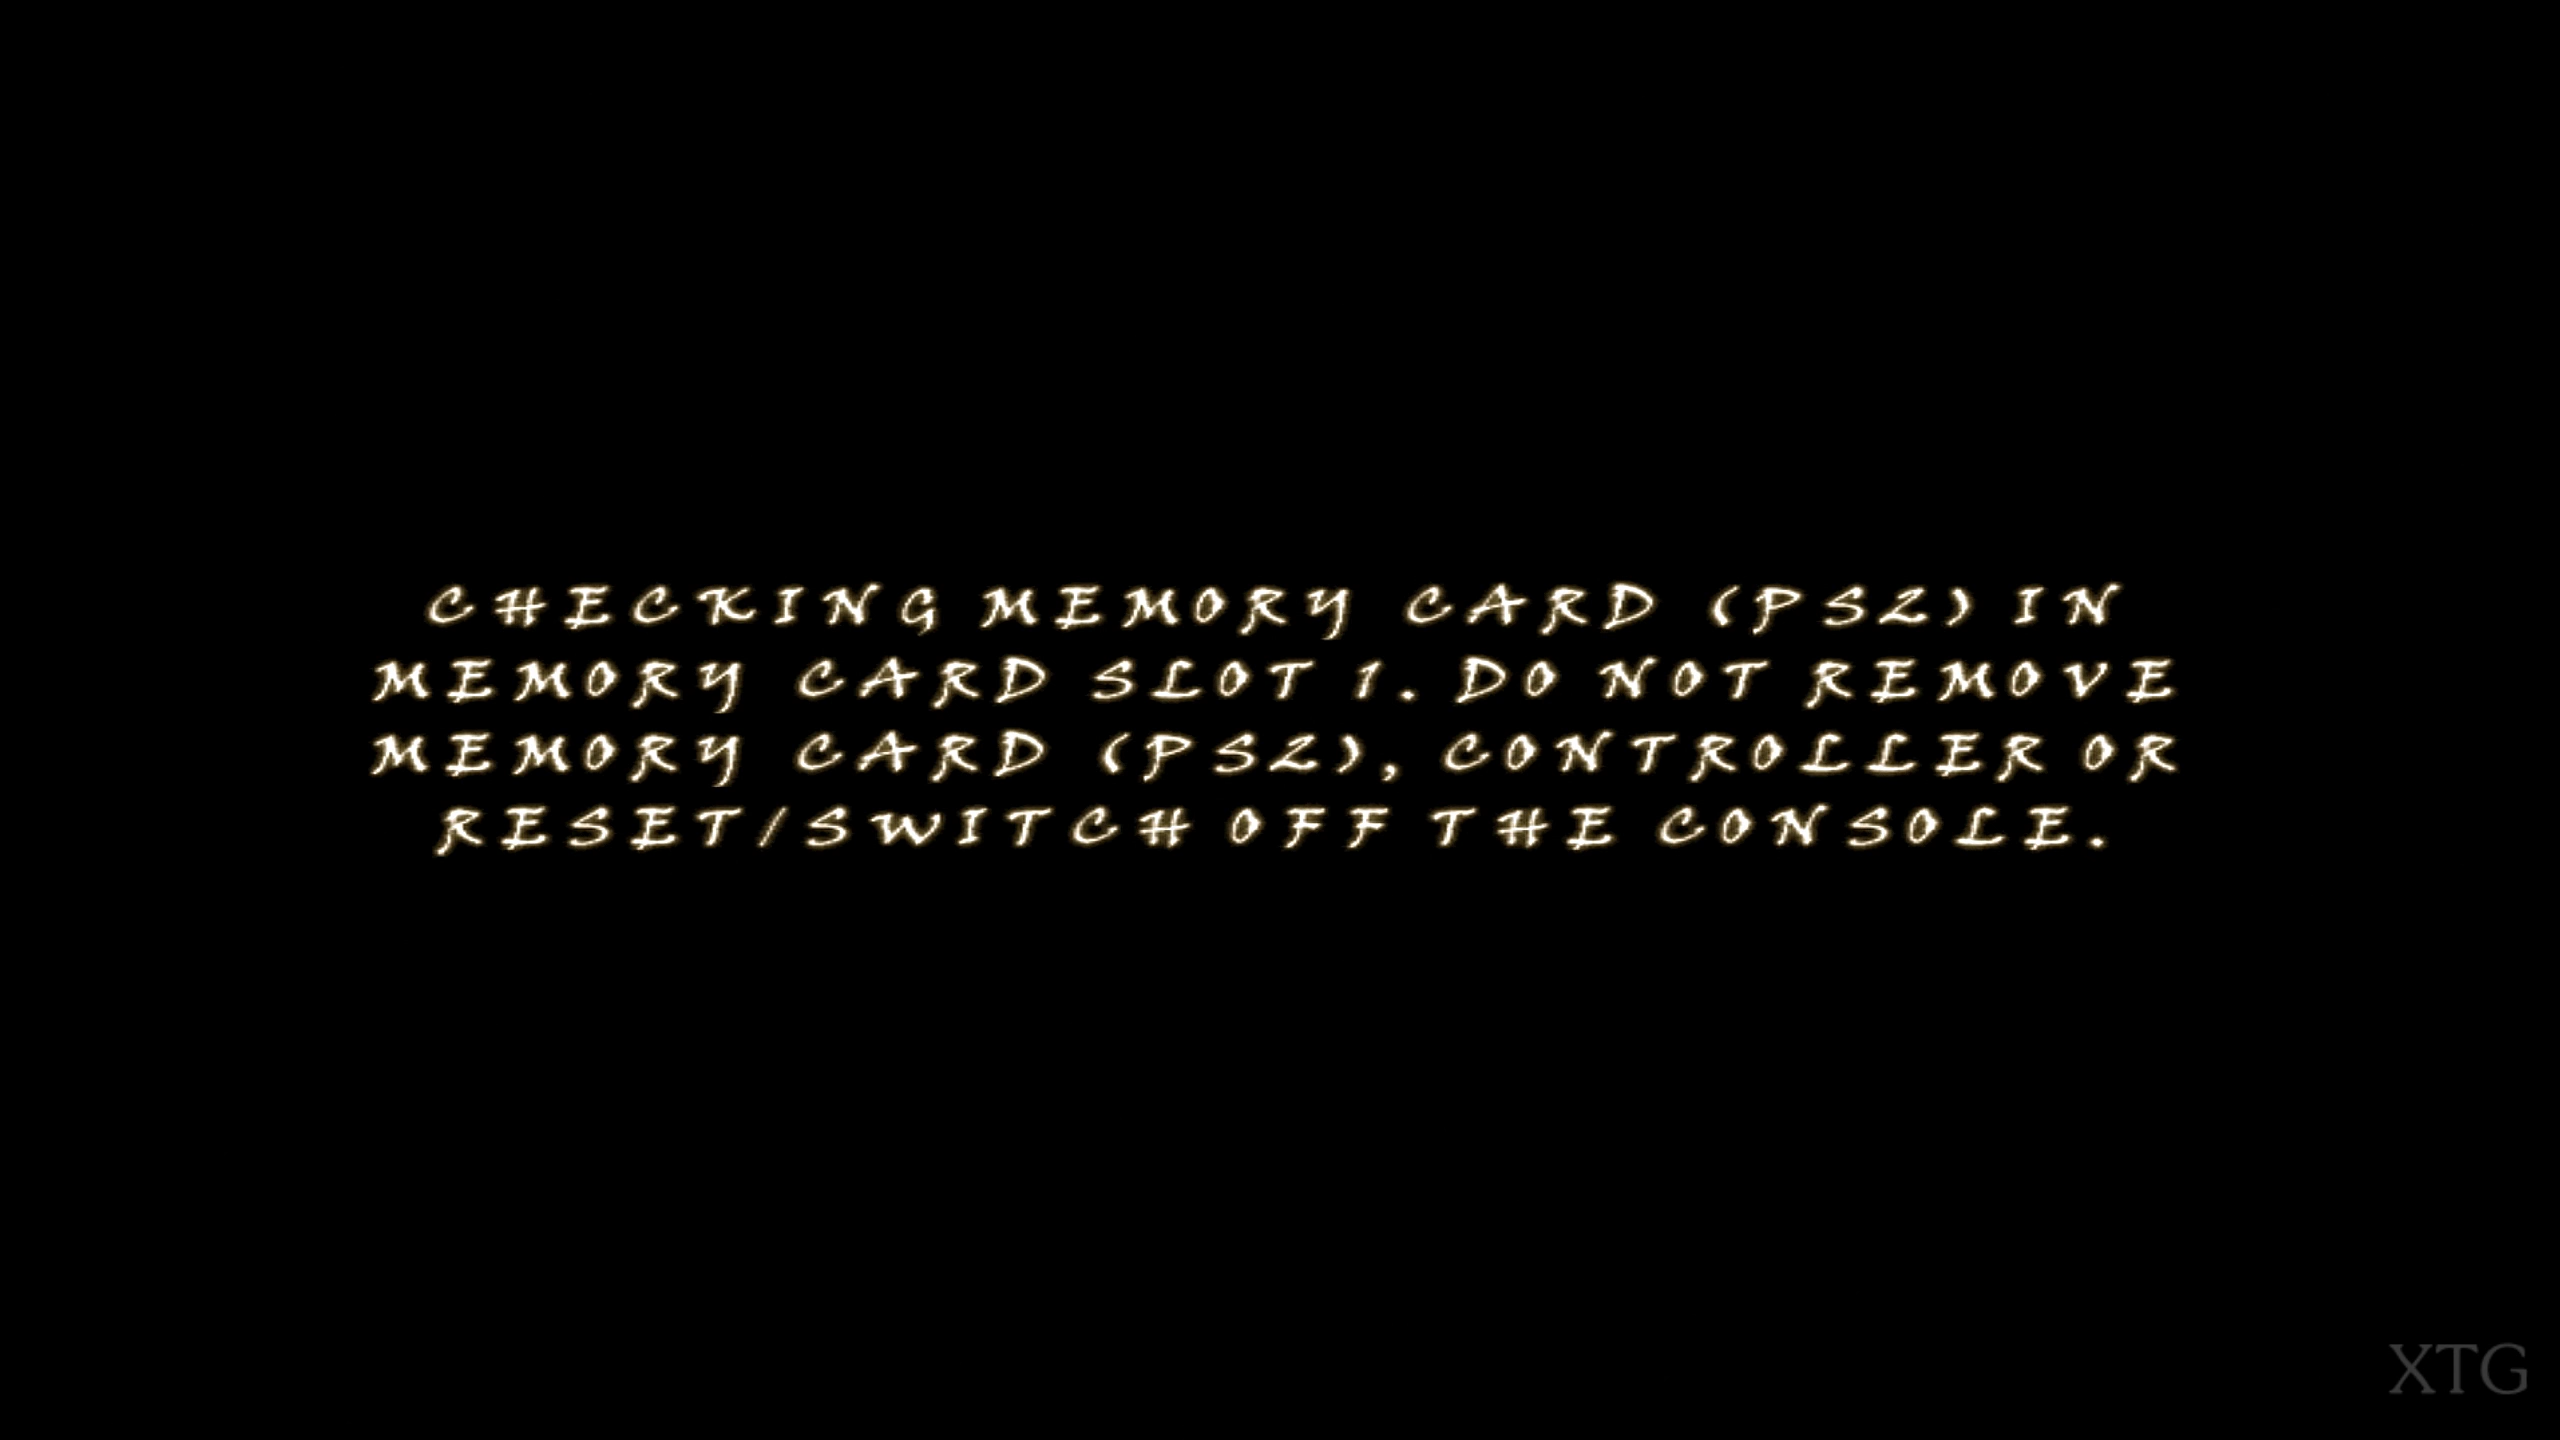 CHECKING MEMORY CARD (PS2) IN
MEMORY CARD SLOT 1. DO NOT REMOVE
MEMORY CARD (PS2), CONTROLLER OR
RESET/SWITCH OFF THE CONSOLE.
XTG